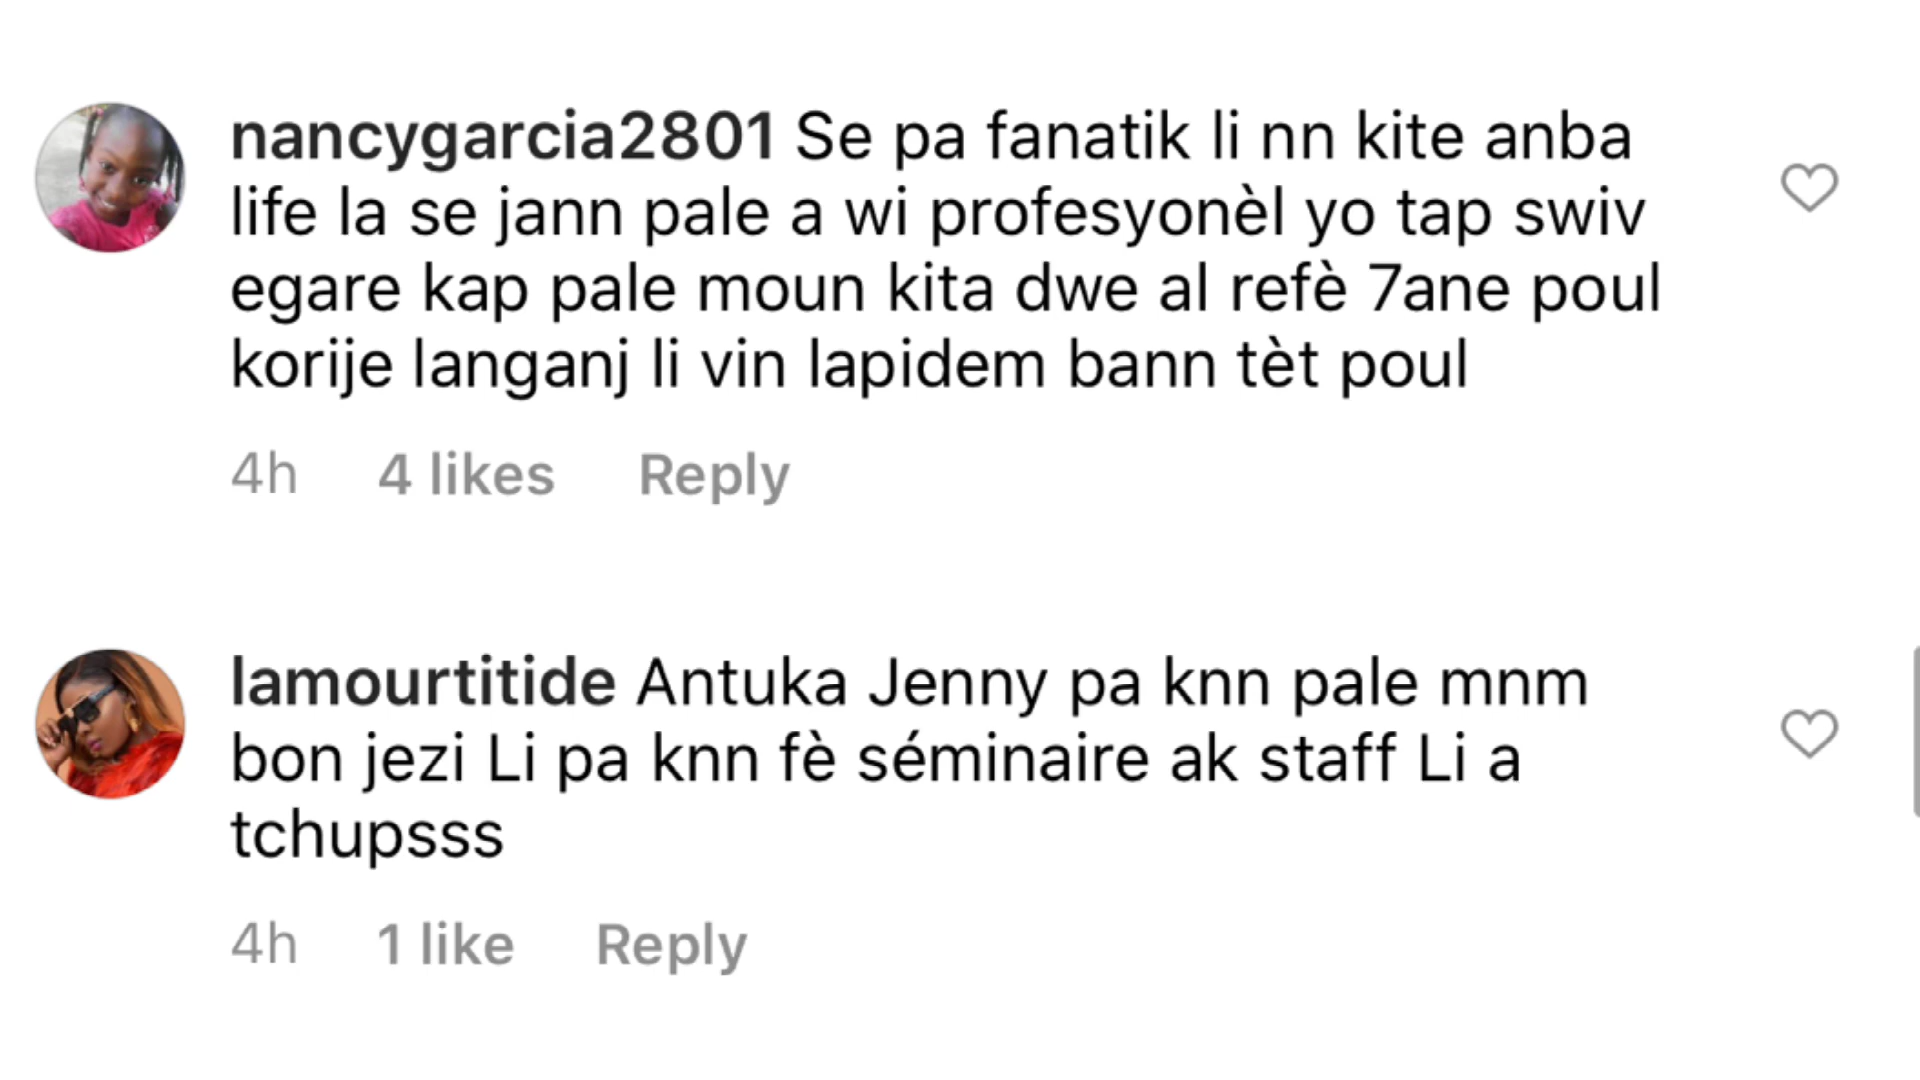 nancygarcia2801 Se pa fanatik li nn kite anba
life la se jann pale a wi profesyonèl yo tap swiv
egare kap pale moun kita dwe al refè 7ane poul
korije langanj li vin lapidem bann tèt poul
4h 4 likes Reply
lamourtitide Antuka Jenny pa knn pale mnm
bon jezi Li pa knn fè séminaire ak staff Li a
tchupsss
4h 1 like Reply